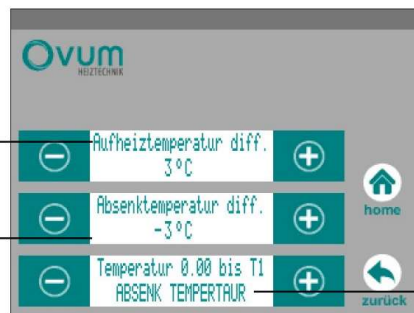 Ovum
HEIZTECHNIK
Aufheiztemperatur diff.
3°C
Absenktemperatur diff.
-3°C
home
Temperatur 0.00 bis T1
ABSENK TEMPERTAUR
zurück